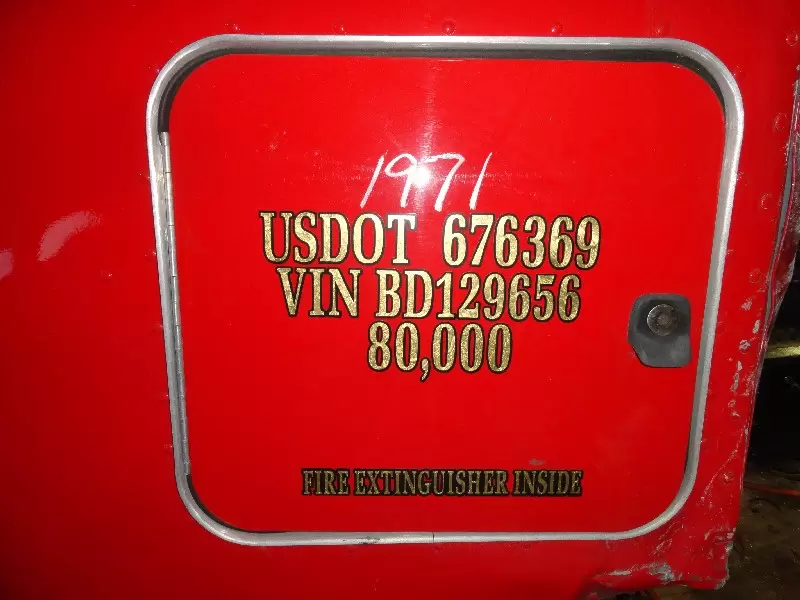 1971
USDOT 676369
VIN BD129656
80,000
FIRE EXTINGUISHER INSIDE